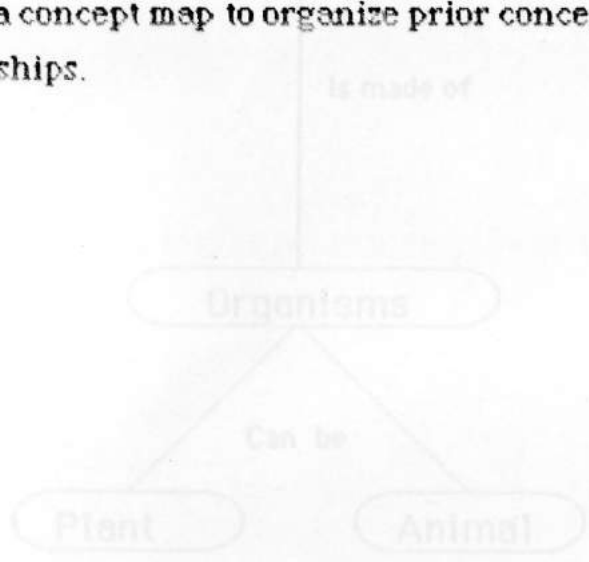 a concept map to organize prior conce
ships.
is made of
Organisms
Can be
Plant
Animal